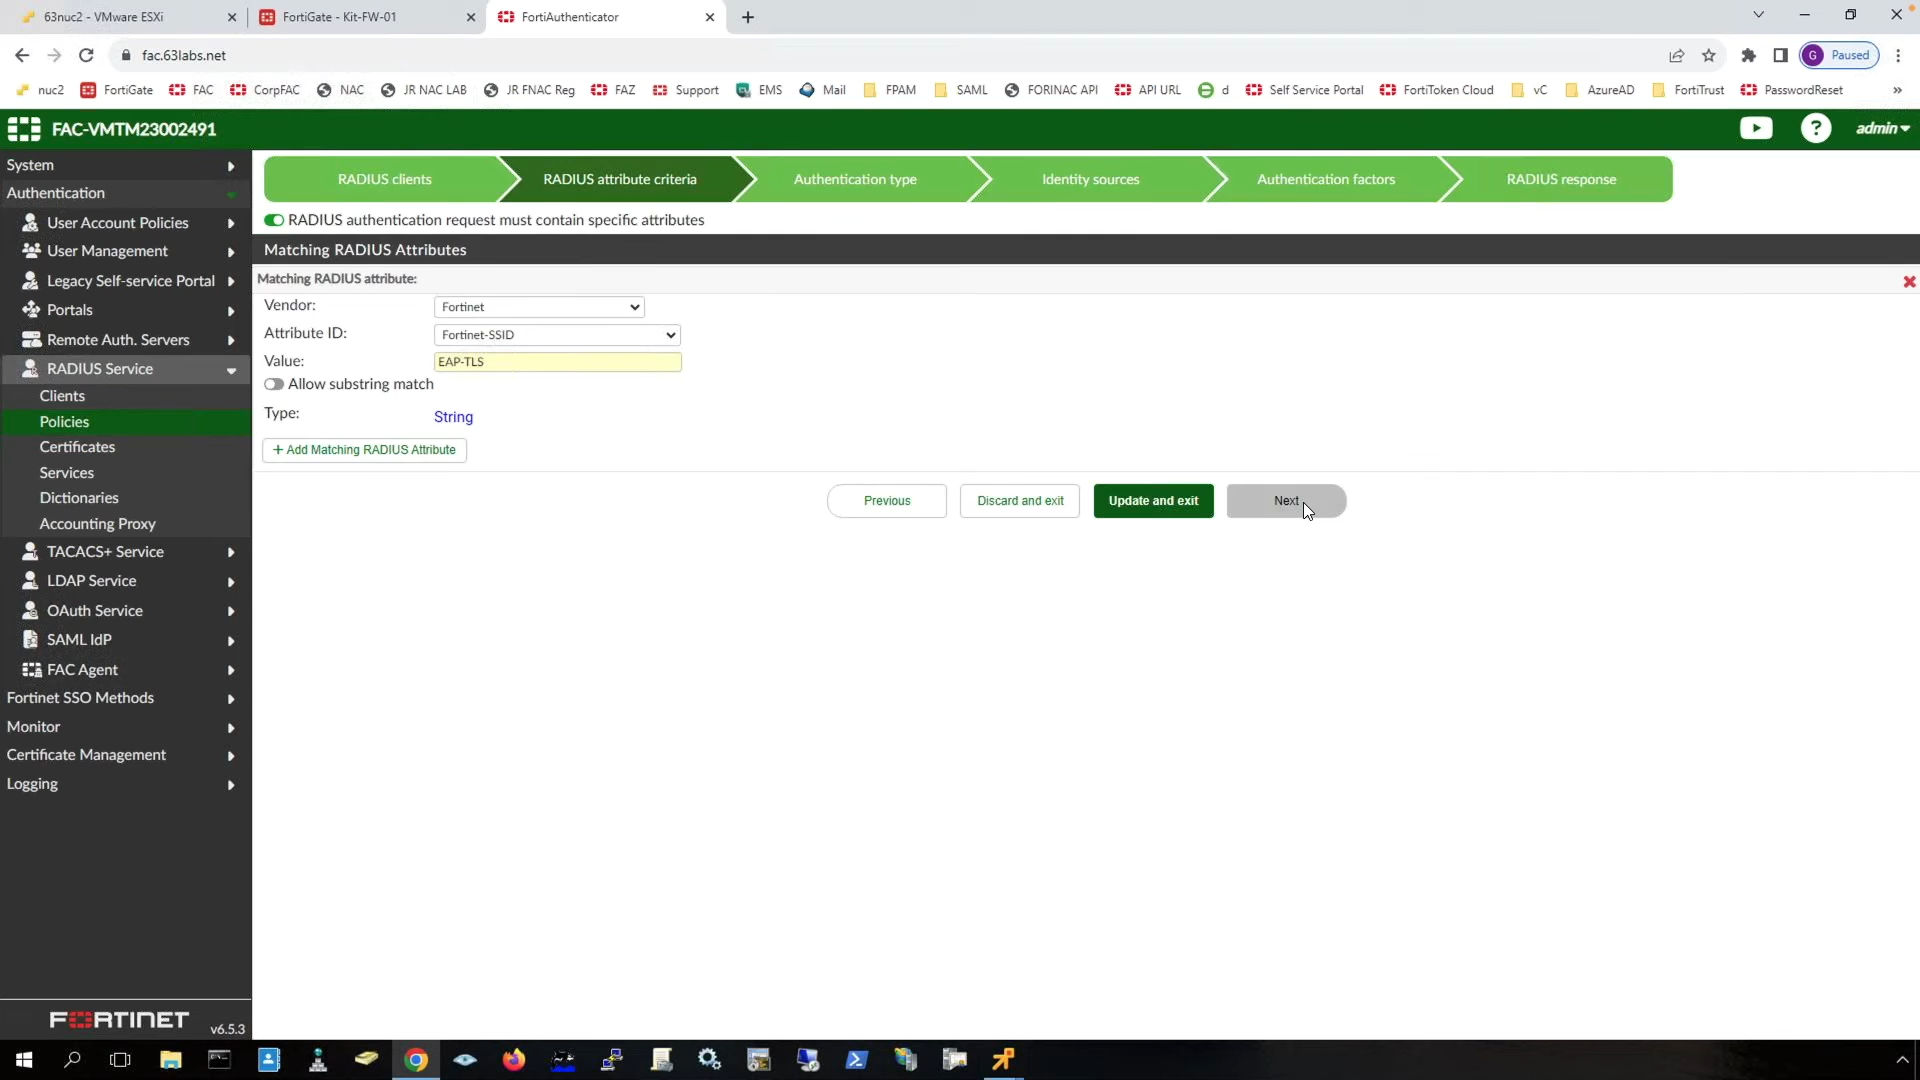 63nuc2 - VMware ESXi
FortiGate - Kit-FW-01
FortiAuthenticator
fac.63labs.net
G Paused
nuc2 FortiGate FAC CorpFAC NAC JR NAC LAB JR FNAC Reg FAZ Support EMS Mail FPAM SAML FORINAC API API URL d Self Service Portal FortiToken Cloud vC AzureAD FortiTrust PasswordReset »
FAC-VMTM23002491
? admin
System
Authentication
User Account Policies
User Management
Legacy Self-service Portal
Portals
Remote Auth. Servers
RADIUS Service
Clients
Policies
Certificates
Services
Dictionaries
Accounting Proxy
TACACS+ Service
LDAP Service
OAuth Service
SAML IdP
FAC Agent
Fortinet SSO Methods
Monitor
Certificate Management
Logging
FORTINET v6.5.3
RADIUS clients RADIUS attribute criteria Authentication type Identity sources Authentication factors RADIUS response
RADIUS authentication request must contain specific attributes
Matching RADIUS Attributes
Matching RADIUS attribute:
Vendor: Fortinet
Attribute ID: Fortinet-SSID
Value: EAP-TLS
Allow substring match
Type: String
+ Add Matching RADIUS Attribute
Previous Discard and exit Update and exit Next